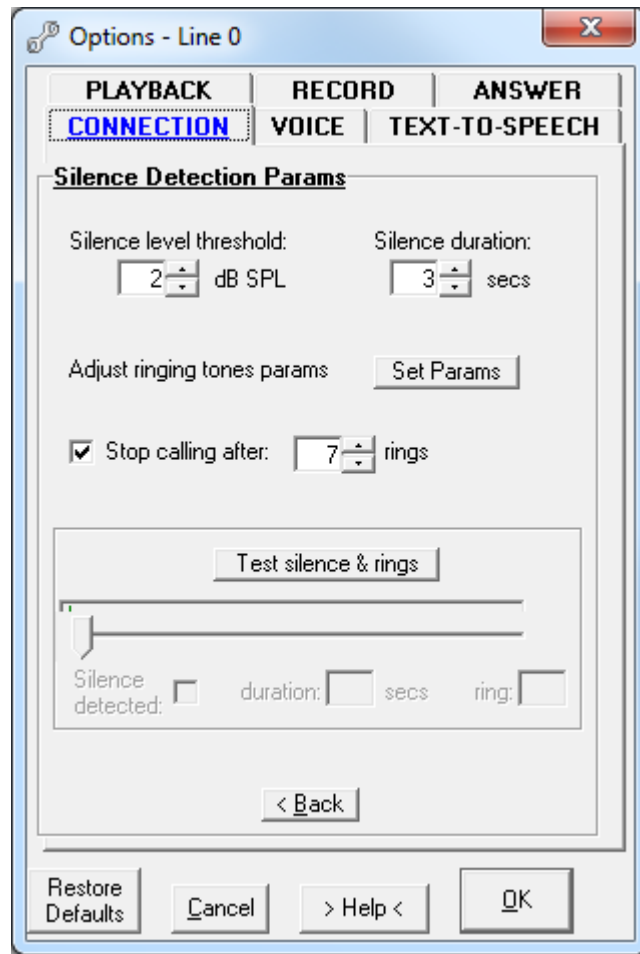 Options - Line 0
PLAYBACK RECORD ANSWER
CONNECTION VOICE TEXT-TO-SPEECH
Silence Detection Params
Silence level threshold: Silence duration:
2 dB SPL 3 secs
Adjust ringing tones params Set Params
Stop calling after: 7 rings
Test silence & rings
Silence
detected: duration: secs ring:
< Back
Restore
Defaults Cancel > Help < OK